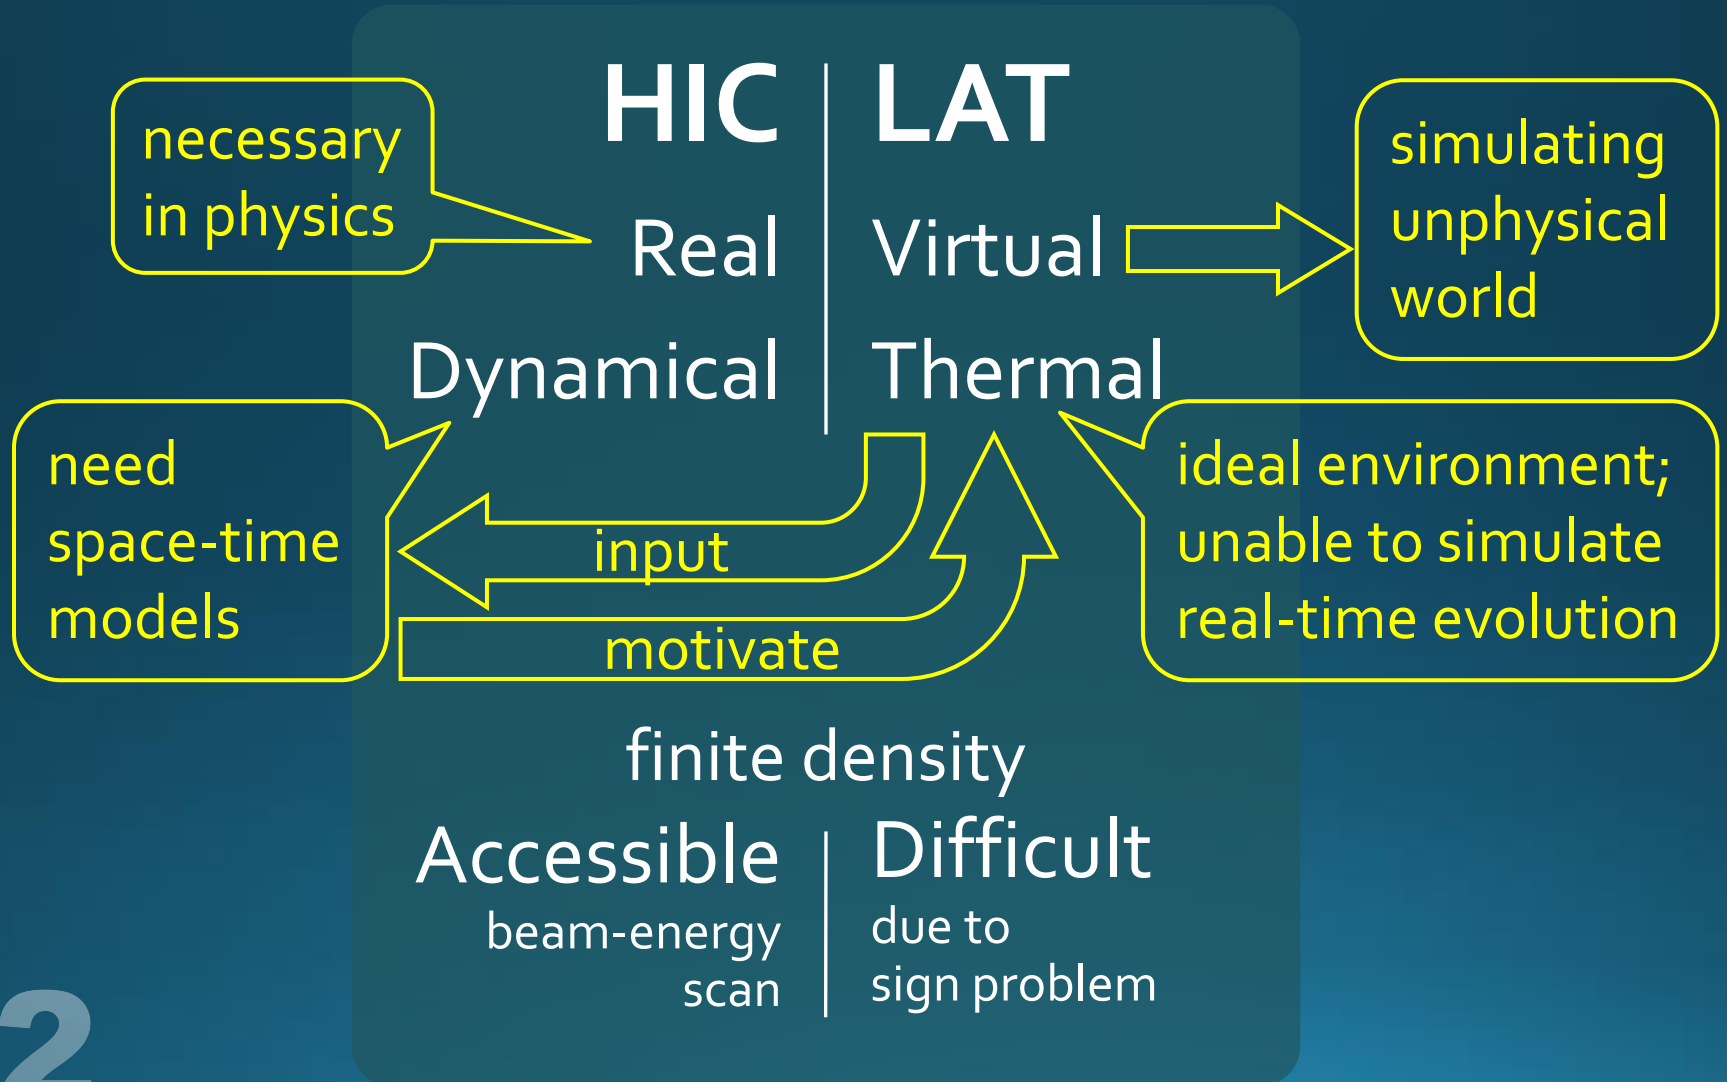 HIC LAT
necessary
in physics
Real Virtual
simulating
unphysical
world
Dynamical Thermal
need
space-time
models
input
motivate
ideal environment;
unable to simulate
real-time evolution
finite density
Accessible Difficult
beam-energy
scan
due to
sign problem
2